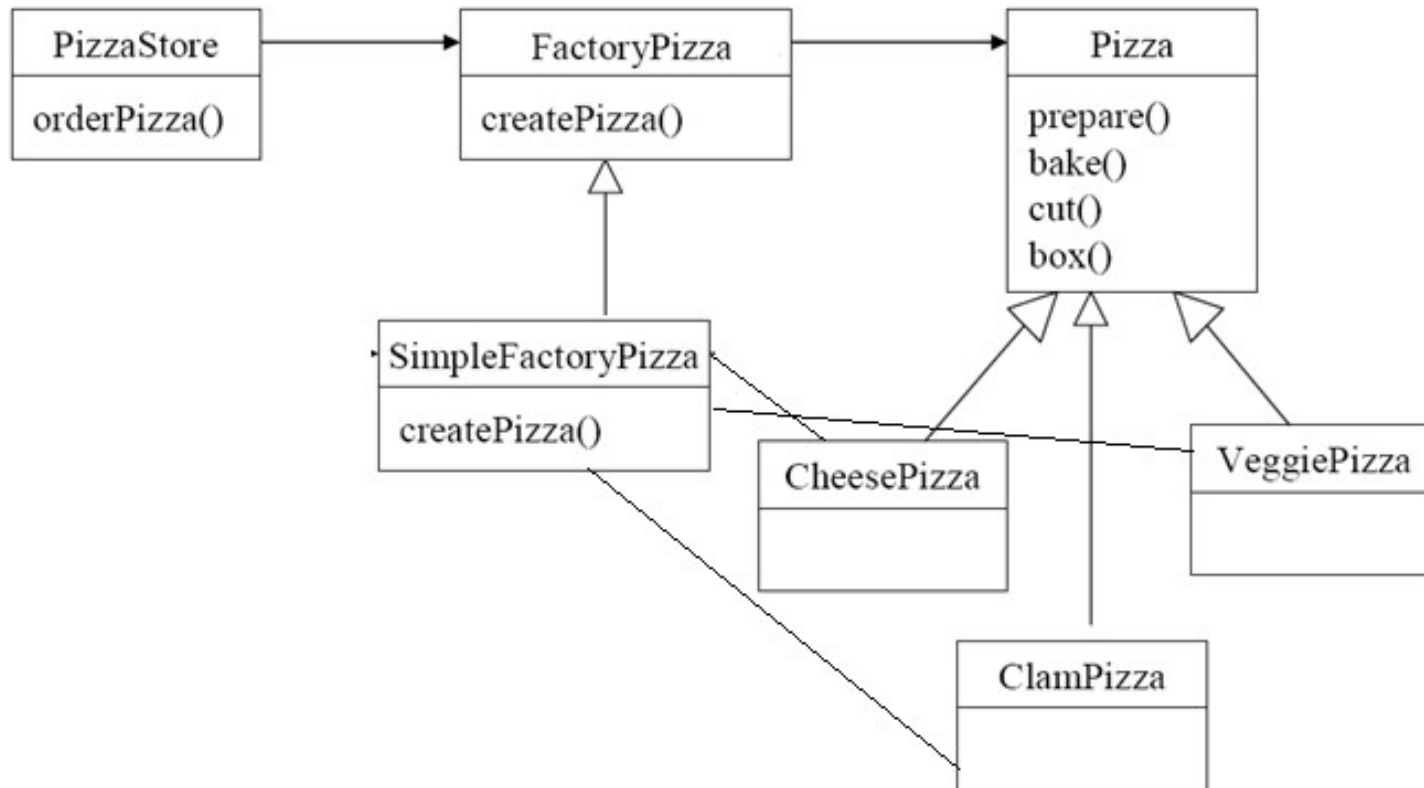 PizzaStore
orderPizza()
FactoryPizza
createPizza()
Pizza
prepare()
bake()
cut()
box()
SimpleFactoryPizza
createPizza()
CheesePizza
VeggiePizza
ClamPizza